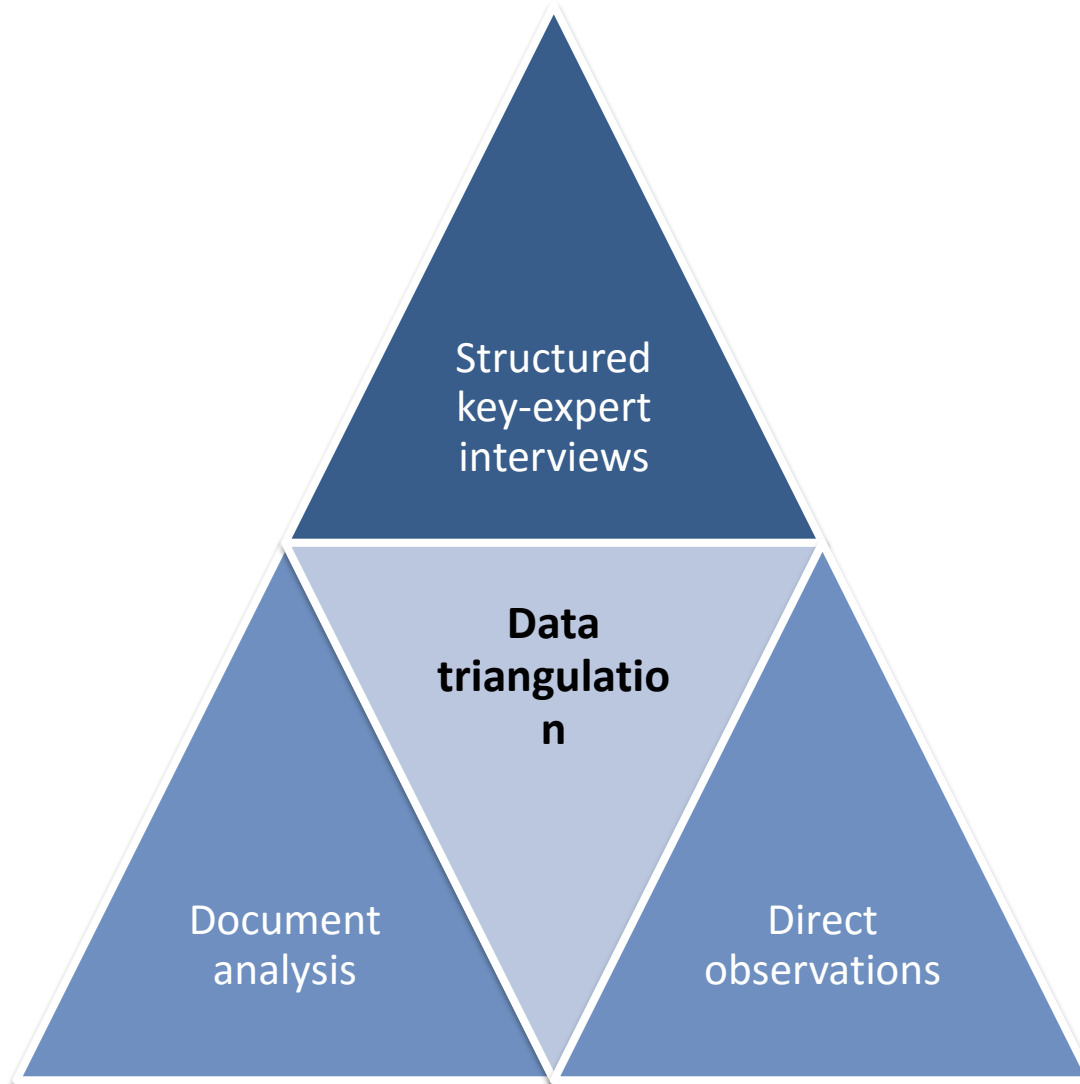 Structured
key-expert
interviews
Data
triangulatio
n
Document
analysis
Direct
observations